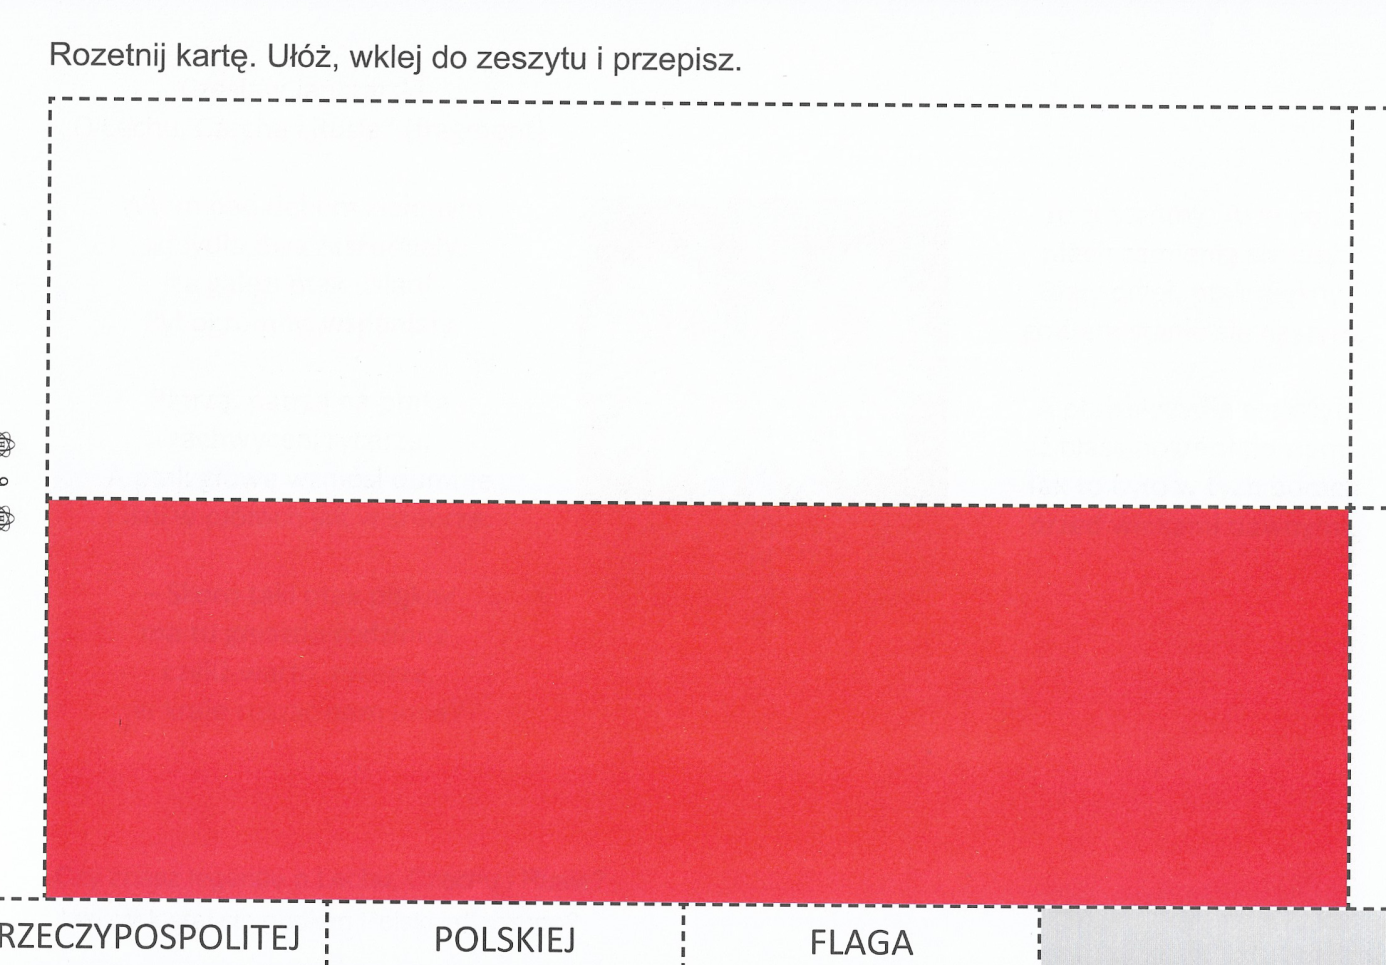 Rozetnij kartę. Ułóż, wklej do zeszytu i przepisz.
RZECZYPOSPOLITEJ POLSKIEJ FLAGA